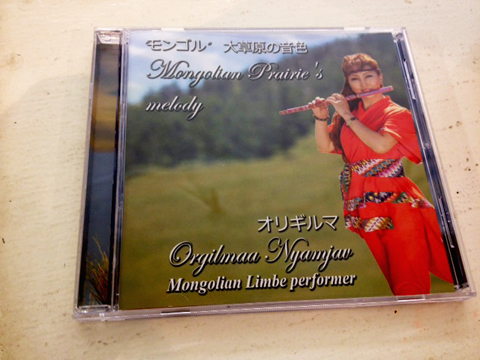 モンゴル・ 大草原の音色
Mongolian Prairie's
melody
オリギルマ
Orgilmaa Nyamjav
Mongolian Limbe performer